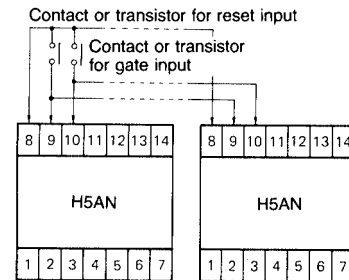 Contact or transistor for reset input
Contact or transistor
for gate input
8 9 10 11 12 13 14
8 9 10 11 12 13 14
H5AN
H5AN
1 2 3 4 5 6 7
1 2 3 4 5 6 7